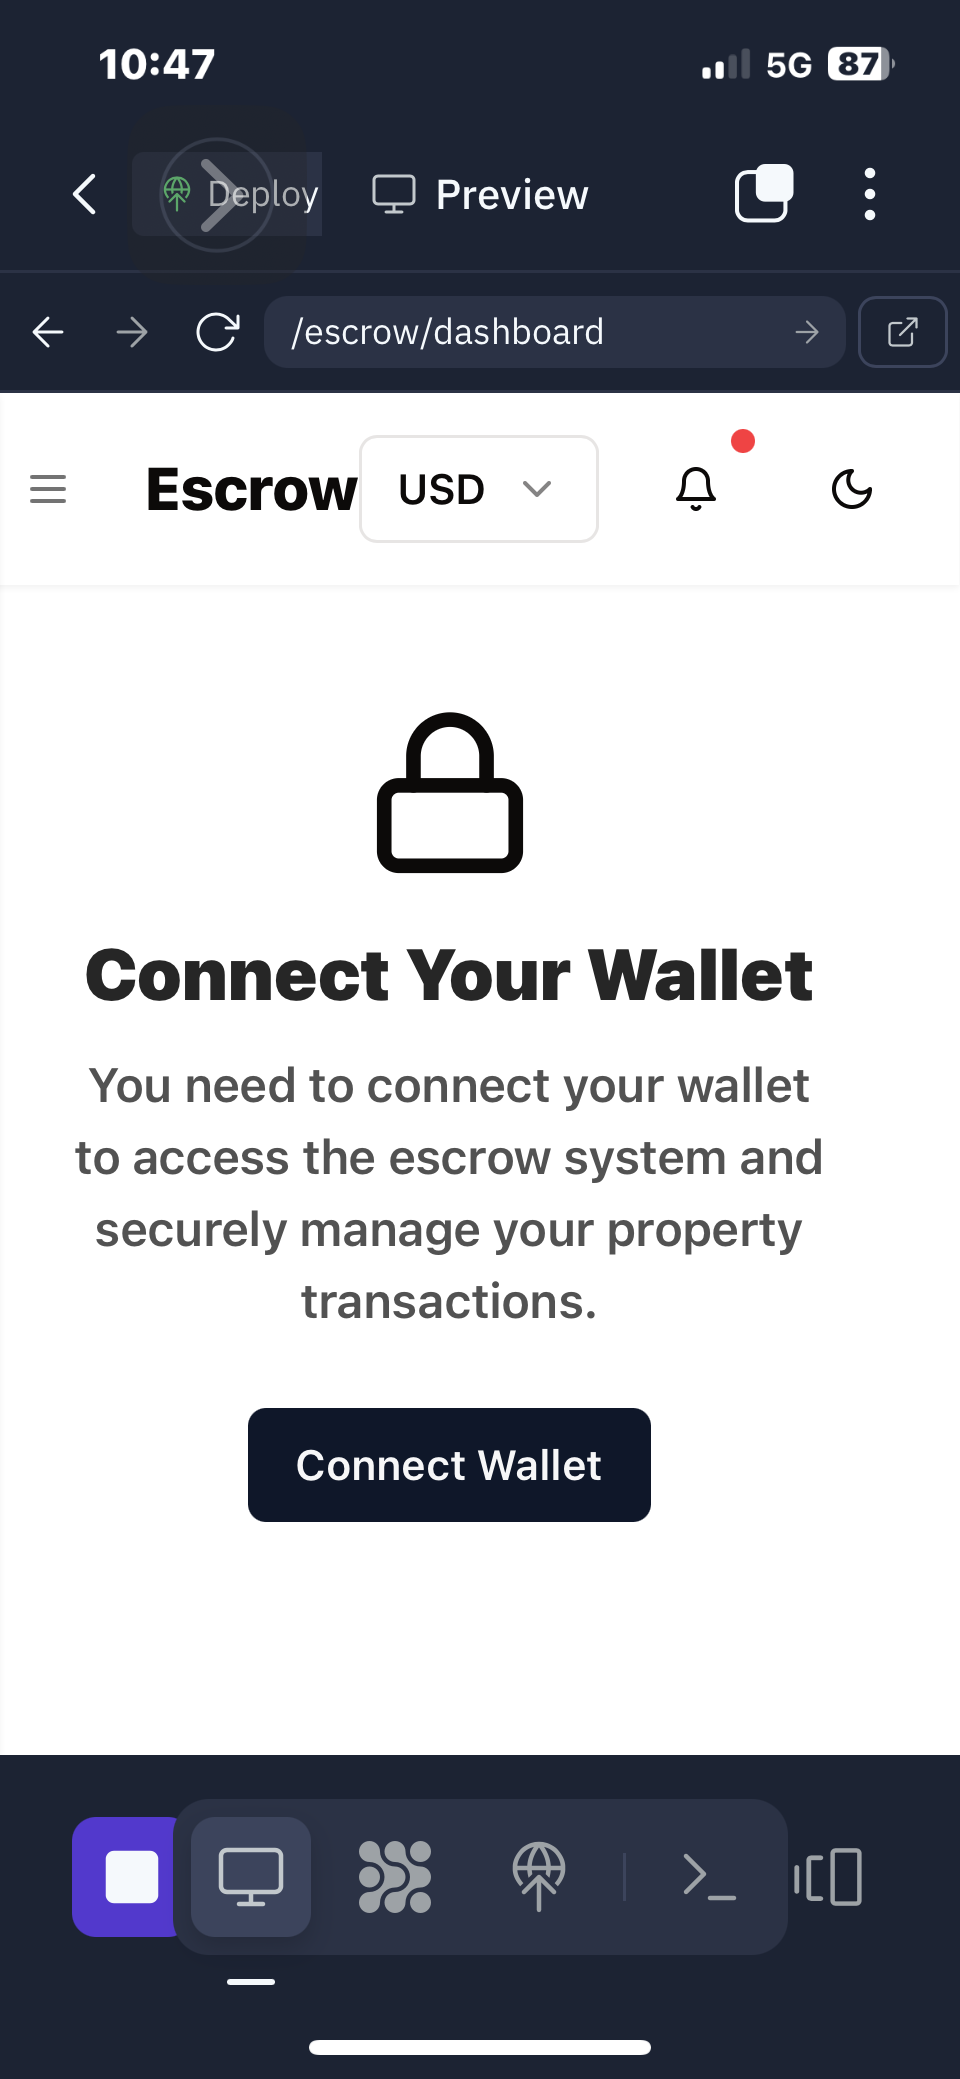 10:47
5G 87
Deploy
Preview
/escrow/dashboard
Escrow
USD
Connect Your Wallet
You need to connect your wallet
to access the escrow system and
securely manage your property
transactions.
Connect Wallet